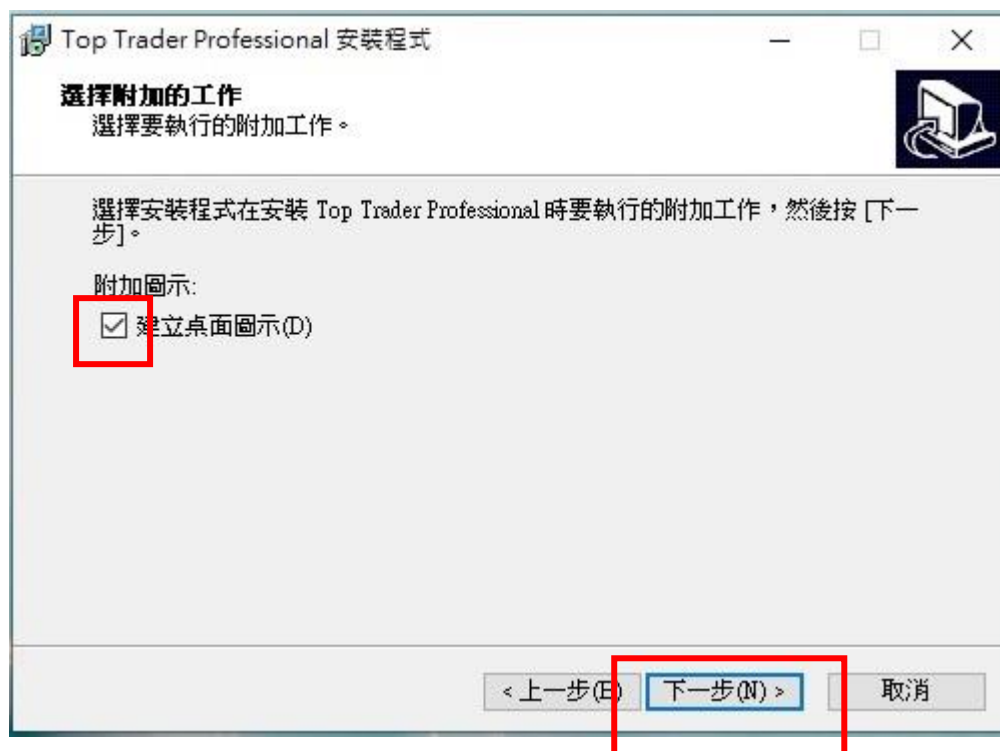 Top Trader Professional 安裝程式
選擇附加的工作
選擇要執行的附加工作。
選擇安裝程式在安裝 Top Trader Professional 時要執行的附加工作，然後按 [下一
步]。
附加圖示:
建立桌面圖示(D)
<上一步(B)
下一步(N) >
取消